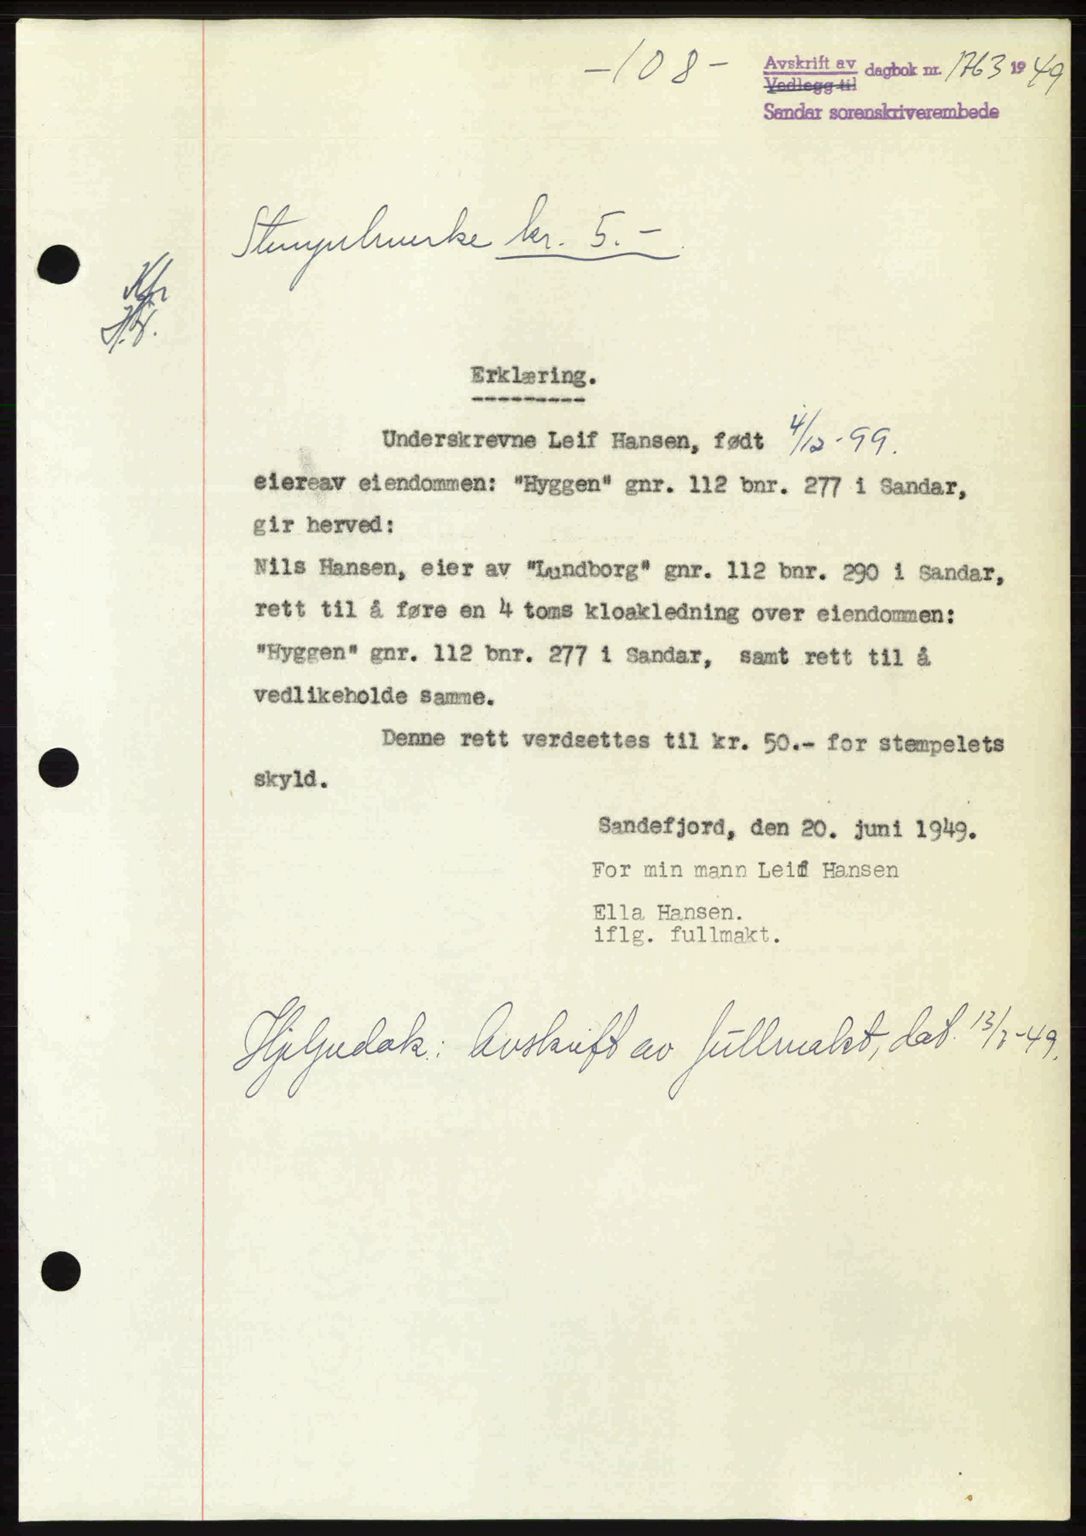 -108-
Avskrift av dagbok nr. 1763 1949
Vedlegg til
Sandar sorenskriverembede
Stempelmerke kr. 5.-
Erklæring.
Underskrevne Leif Hansen, født 4/12-99.
eiereav eiendommen: "Hyggen" gnr. 112 bnr. 277 i Sandar,
gir herved:
Nils Hansen, eier av "Lundborg" gnr. 112 bnr. 290 i Sandar,
rett til å føre en 4 toms kloakledning over eiendommen:
"Hyggen" gnr. 112 bnr. 277 i Sandar, samt rett til å
vedlikeholde samme.
Denne rett verdsettes til kr. 50.- for stempelets
skyld.
Sandefjord, den 20. juni 1949.
For min mann Leif Hansen
Ella Hansen.
iflg. fullmakt.
Hjelpedok.: Avskrift av fullmakt, dat.